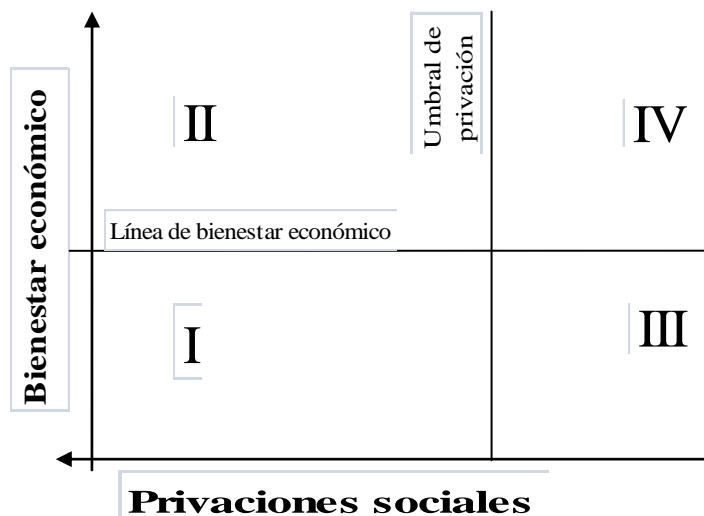 Umbral de
privación
II
IV
Bienestar económico
Línea de bienestar económico
I
III
Privaciones sociales